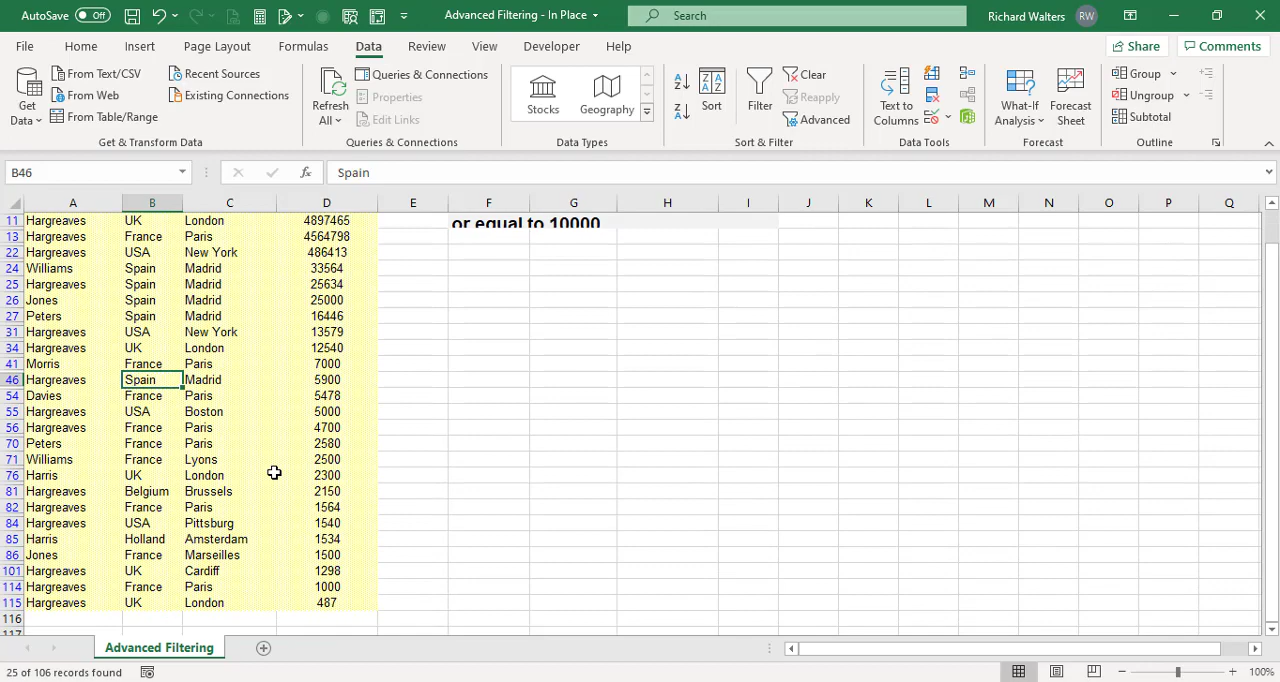 AutoSave Off Advanced Filtering - In Place Search Richard Walters RW
File Home Insert Page Layout Formulas Data Review View Developer Help Share Comments
Get Data From Text/CSV From Web From Table/Range Recent Sources Existing Connections
Get & Transform Data
Refresh All Queries & Connections Properties Edit Links
Queries & Connections
Stocks Geography
Data Types
Sort Filter Clear Reapply Advanced
Sort & Filter
Text to Columns
Data Tools
What-If Analysis Forecast Sheet
Forecast
Group Ungroup Subtotal
Outline
B46 fx Spain
A B C D E F G H I J K L M N O P Q
11 Hargreaves UK London 4897465 or equal to 10000
13 Hargreaves France Paris 4564798
22 Hargreaves USA New York 486413
24 Williams Spain Madrid 33564
25 Hargreaves Spain Madrid 25634
26 Jones Spain Madrid 25000
27 Peters Spain Madrid 16446
31 Hargreaves USA New York 13579
34 Hargreaves UK London 12540
41 Morris France Paris 7000
46 Hargreaves Spain Madrid 5900
54 Davies France Paris 5478
55 Hargreaves USA Boston 5000
56 Hargreaves France Paris 4700
70 Peters France Paris 2580
71 Williams France Lyons 2500
76 Harris UK London 2300
81 Hargreaves Belgium Brussels 2150
82 Hargreaves France Paris 1564
84 Hargreaves USA Pittsburg 1540
85 Harris Holland Amsterdam 1534
86 Jones France Marseilles 1500
101 Hargreaves UK Cardiff 1298
114 Hargreaves France Paris 1000
115 Hargreaves UK London 487
116
117
Advanced Filtering
25 of 106 records found 100%